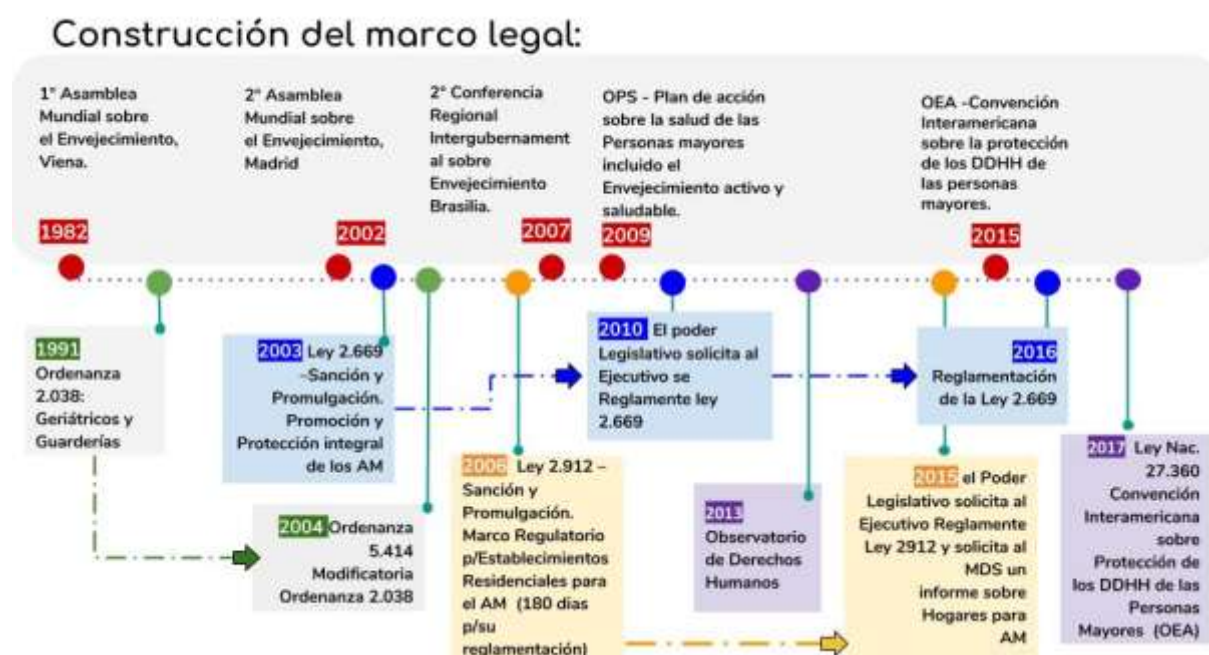 Construcción del marco legal:
1° Asamblea
Mundial sobre
el Envejecimiento,
Viena.
1982
2° Asamblea
Mundial sobre
el Envejecimiento,
Madrid
2002
2° Conferencia
Regional
Intergubernament
al sobre
Envejecimiento
Brasilia.
2007
OPS - Plan de acción
sobre la salud de las
Personas mayores
incluido el
Envejecimiento activo y
saludable.
2009
OEA -Convención
Interamericana
sobre la protección
de los DDHH de
las personas
mayores.
2015
1991
Ordenanza
2.038:
Geriátricos y
Guarderías
2003 Ley 2.669
–Sanción y
Promulgación.
Promoción y
Protección integral
de los AM
2004 Ordenanza
5.414
Modificatoria
Ordenanza 2.038
2006 Ley 2.912 –
Sanción y
Promulgación.
Marco Regulatorio
p/Establecimientos
Residenciales para
el AM (180 días
p/su
reglamentación)
2010 El poder
Legislativo solicita al
Ejecutivo se
Reglamente ley
2.669
2013
Observatorio
de Derechos
Humanos
2015 el Poder
Legislativo solicita al
Ejecutivo Reglamente
Ley 2912 y solicita al
MDS un
informe sobre
Hogares para
AM
2016
Reglamentación
de la Ley 2.669
2017 Ley Nac.
27.360
Convención
Interamericana
sobre
Protección de
los DDHH de las
Personas
Mayores (OEA)